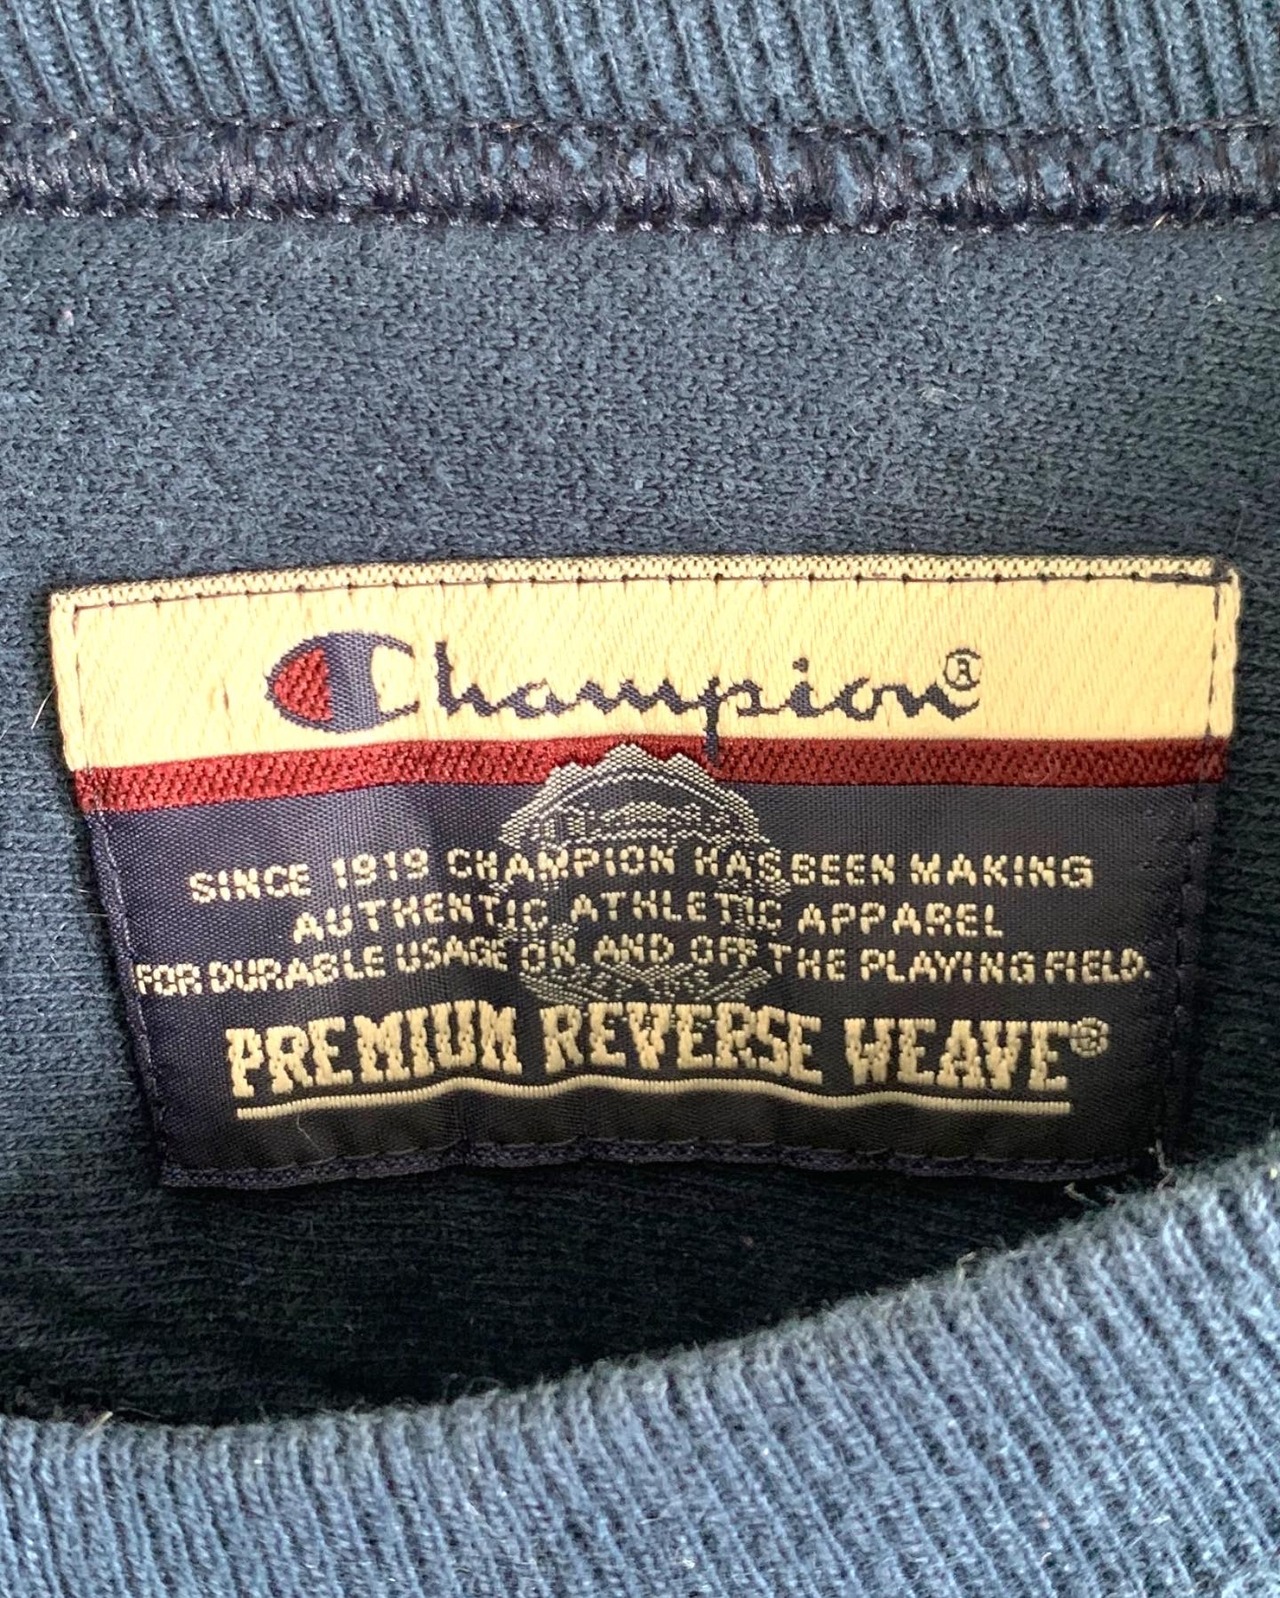 Champion®
SINCE 1919 CHAMPION HAS BEEN MAKING
AUTHENTIC ATHLETIC APPAREL
FOR DURABLE USAGE ON AND OFF THE PLAYING FIELD.
PREMIUM REVERSE WEAVE®